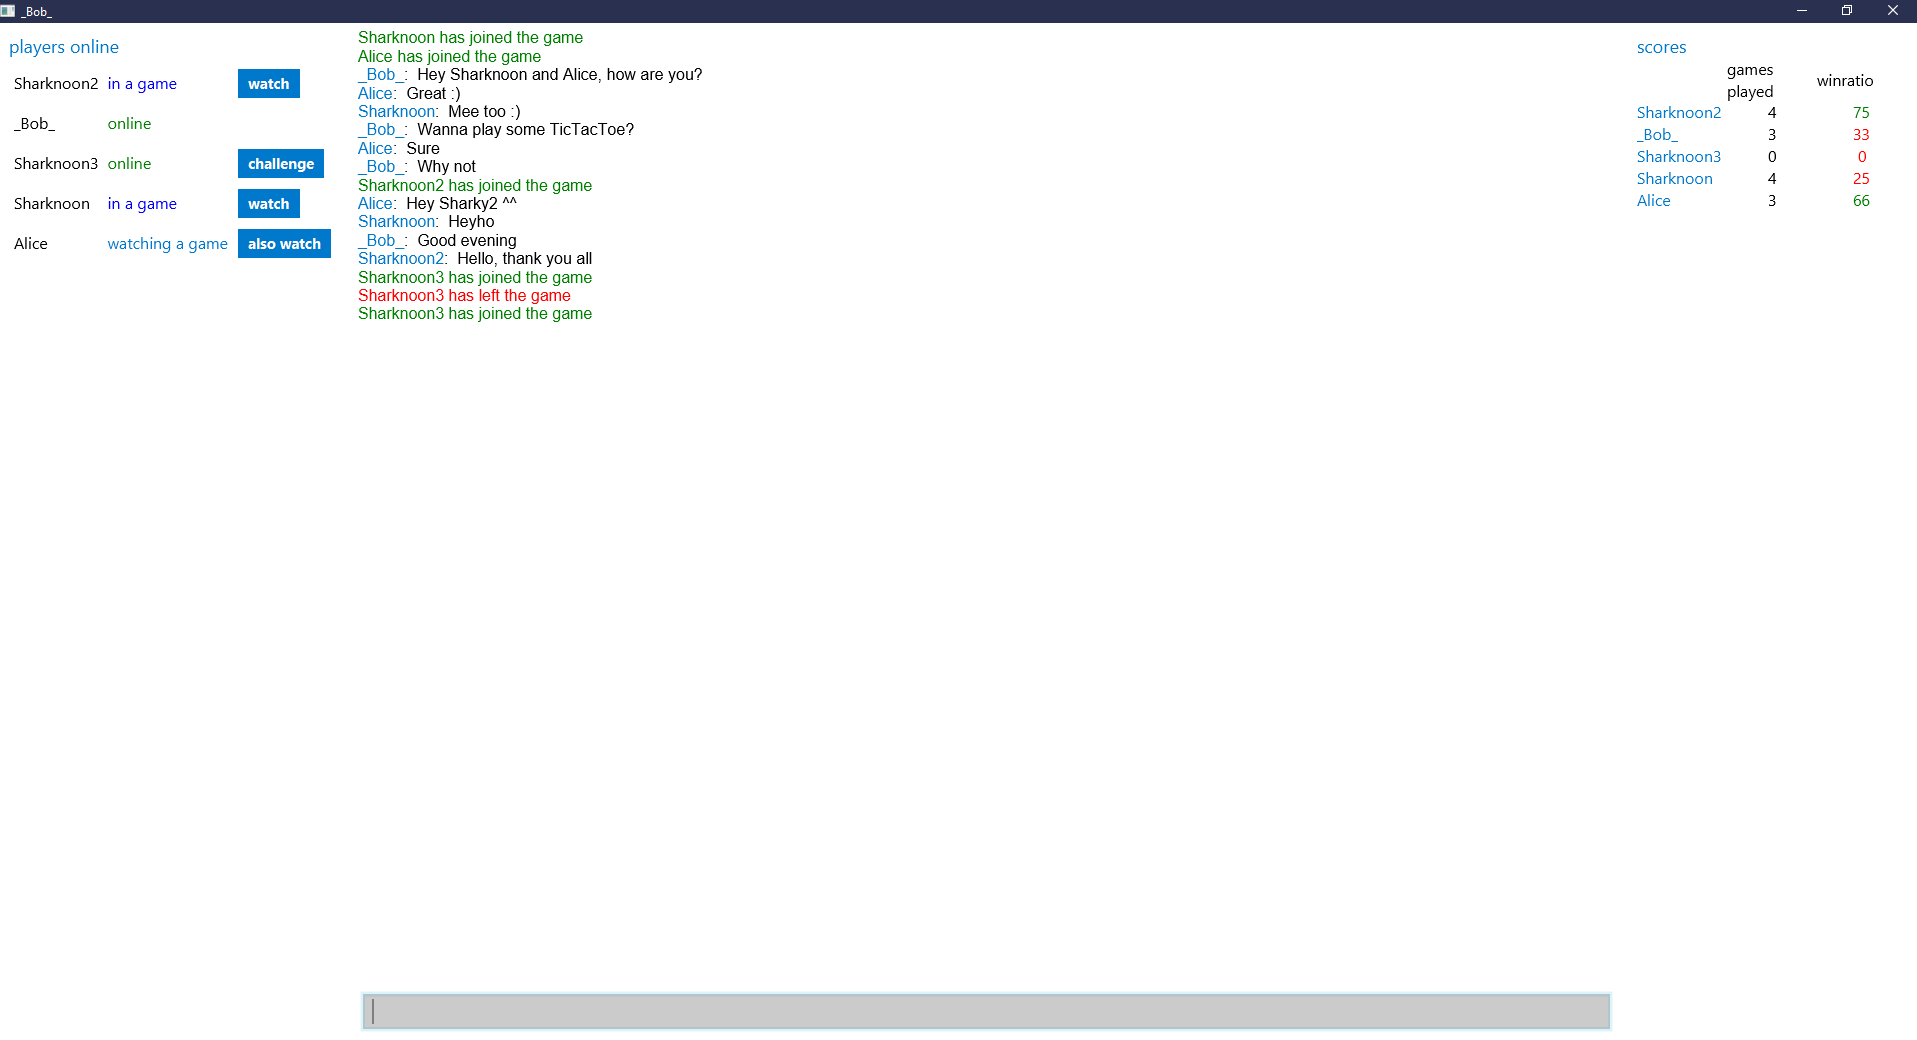 _Bob_
players online
Sharknoon2 in a game watch
_Bob_ online
Sharknoon3 online challenge
Sharknoon in a game watch
Alice watching a game also watch
Sharknoon has joined the game
Alice has joined the game
_Bob_: Hey Sharknoon and Alice, how are you?
Alice: Great :)
Sharknoon: Mee too :)
_Bob_: Wanna play some TicTacToe?
Alice: Sure
_Bob_: Why not
Sharknoon2 has joined the game
Alice: Hey Sharky2 ^^
Sharknoon: Heyho
_Bob_: Good evening
Sharknoon2: Hello, thank you all
Sharknoon3 has joined the game
Sharknoon3 has left the game
Sharknoon3 has joined the game
scores
games
played
winratio
Sharknoon2 4 75
_Bob_ 3 33
Sharknoon3 0 0
Sharknoon 4 25
Alice 3 66